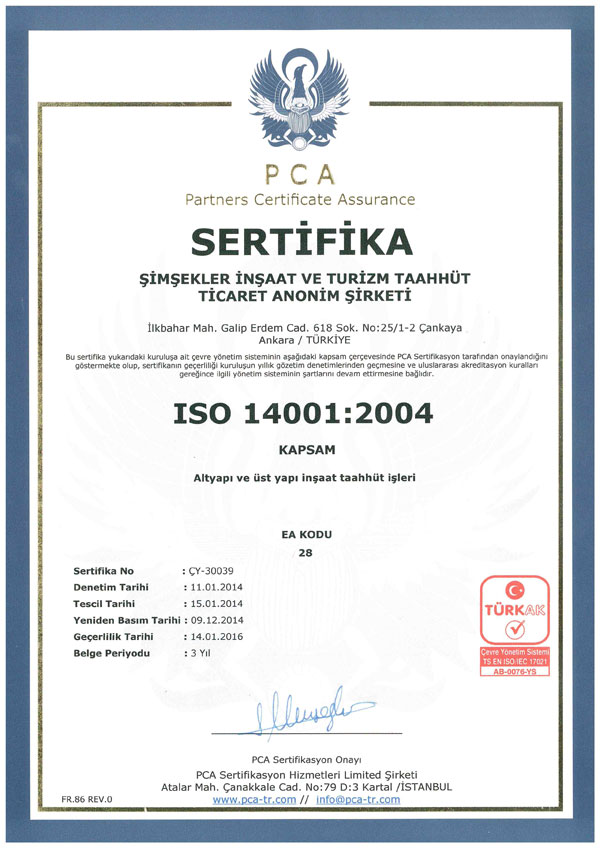 PCA
Partners Certificate Assurance
SERTİFİKA
ŞİMŞEKLER İNŞAAT VE TURİZM TAAHHÜT
TİCARET ANONİM ŞİRKETİ
İlkbahar Mah. Galip Erdem Cad. 618 Sok. No:25/1-2 Çankaya
Ankara / TÜRKİYE
Bu sertifika yukarıdaki kuruluşa ait çevre yönetim sisteminin aşağıdaki kapsam çerçevesinde PCA Sertifikasyon tarafından onaylandığını
göstermekte olup, sertifikanın geçerliliği kuruluşun yıllık gözetim denetimlerinden geçmesine ve uluslararası akreditasyon kuralları
gereğince ilgili yönetim sisteminin şartlarını devam ettirmesine bağlıdır.
ISO 14001:2004
KAPSAM
Altyapı ve üst yapı inşaat taahhüt işleri
EA KODU
28
Sertifika No : ÇY-30039
Denetim Tarihi : 11.01.2014
Tescil Tarihi : 15.01.2014
Yeniden Basım Tarihi : 09.12.2014
Geçerlilik Tarihi : 14.01.2016
Belge Periyodu : 3 Yıl
TÜRKAK
Çevre Yönetim Sistemi
TS EN ISO/IEC 17021
AB-0076-YS
PCA Sertifikasyon Onayı
PCA Sertifikasyon Hizmetleri Limited Şirketi
Atalar Mah. Çanakkale Cad. No:79 D:3 Kartal /İSTANBUL
www.pca-tr.com // info@pca-tr.com
FR.86 REV.0